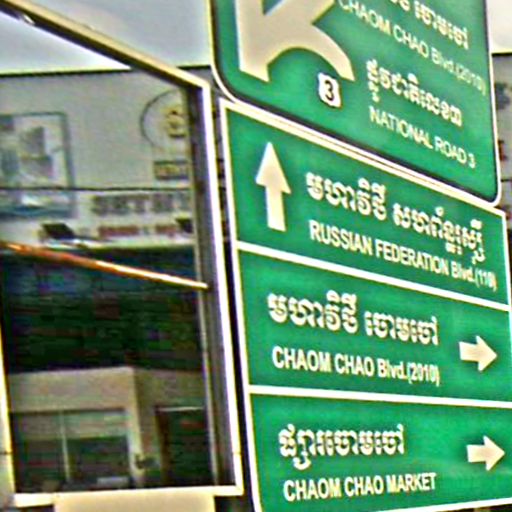 ចោមចៅ
CHAOM CHAO Blvd.(2010)
ផ្លូវជាតិលេខ៣
3
NATIONAL ROAD 3
មហាវិថី សហព័ន្ធរុស្ស៊ី
RUSSIAN FEDERATION Blvd.(110)
មហាវិថី ចោមចៅ
CHAOM CHAO Blvd.(2010)
ផ្សារចោមចៅ
CHAOM CHAO MARKET